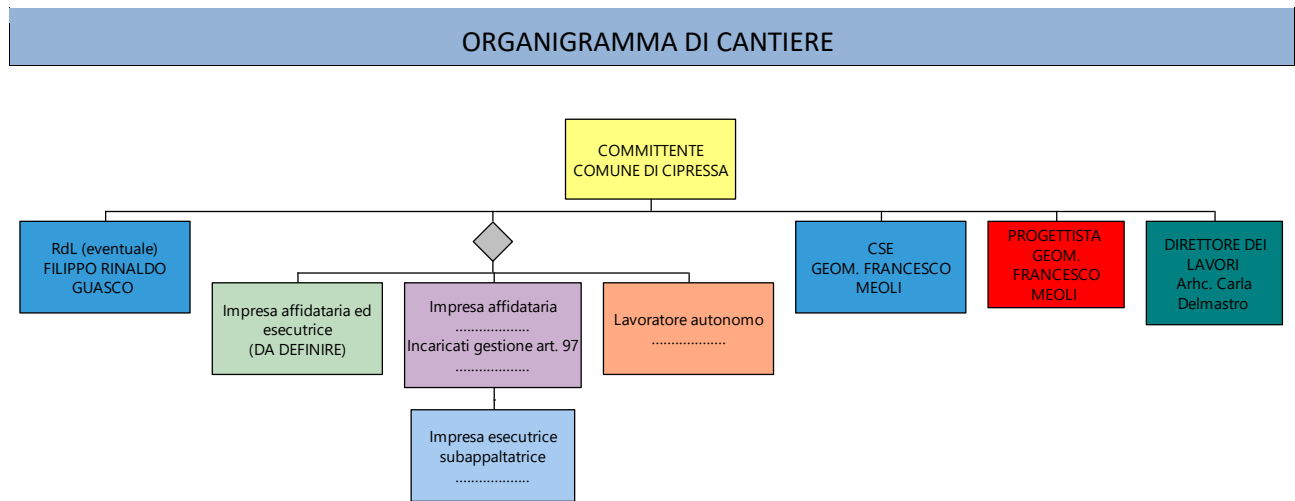 ORGANIGRAMMA DI CANTIERE
COMMITTENTE
COMUNE DI CIPRESSA
RdL (eventuale)
FILIPPO RINALDO
GUASCO
CSE
GEOM. FRANCESCO
MEOLI
PROGETTISTA
GEOM.
FRANCESCO
MEOLI
DIRETTORE DEI
LAVORI
Arhc. Carla
Delmastro
Impresa affidataria ed
esecutrice
(DA DEFINIRE)
Impresa affidataria
...................
Incaricati gestione art. 97
...................
Lavoratore autonomo
...................
Impresa esecutrice
subappaltatrice
...................